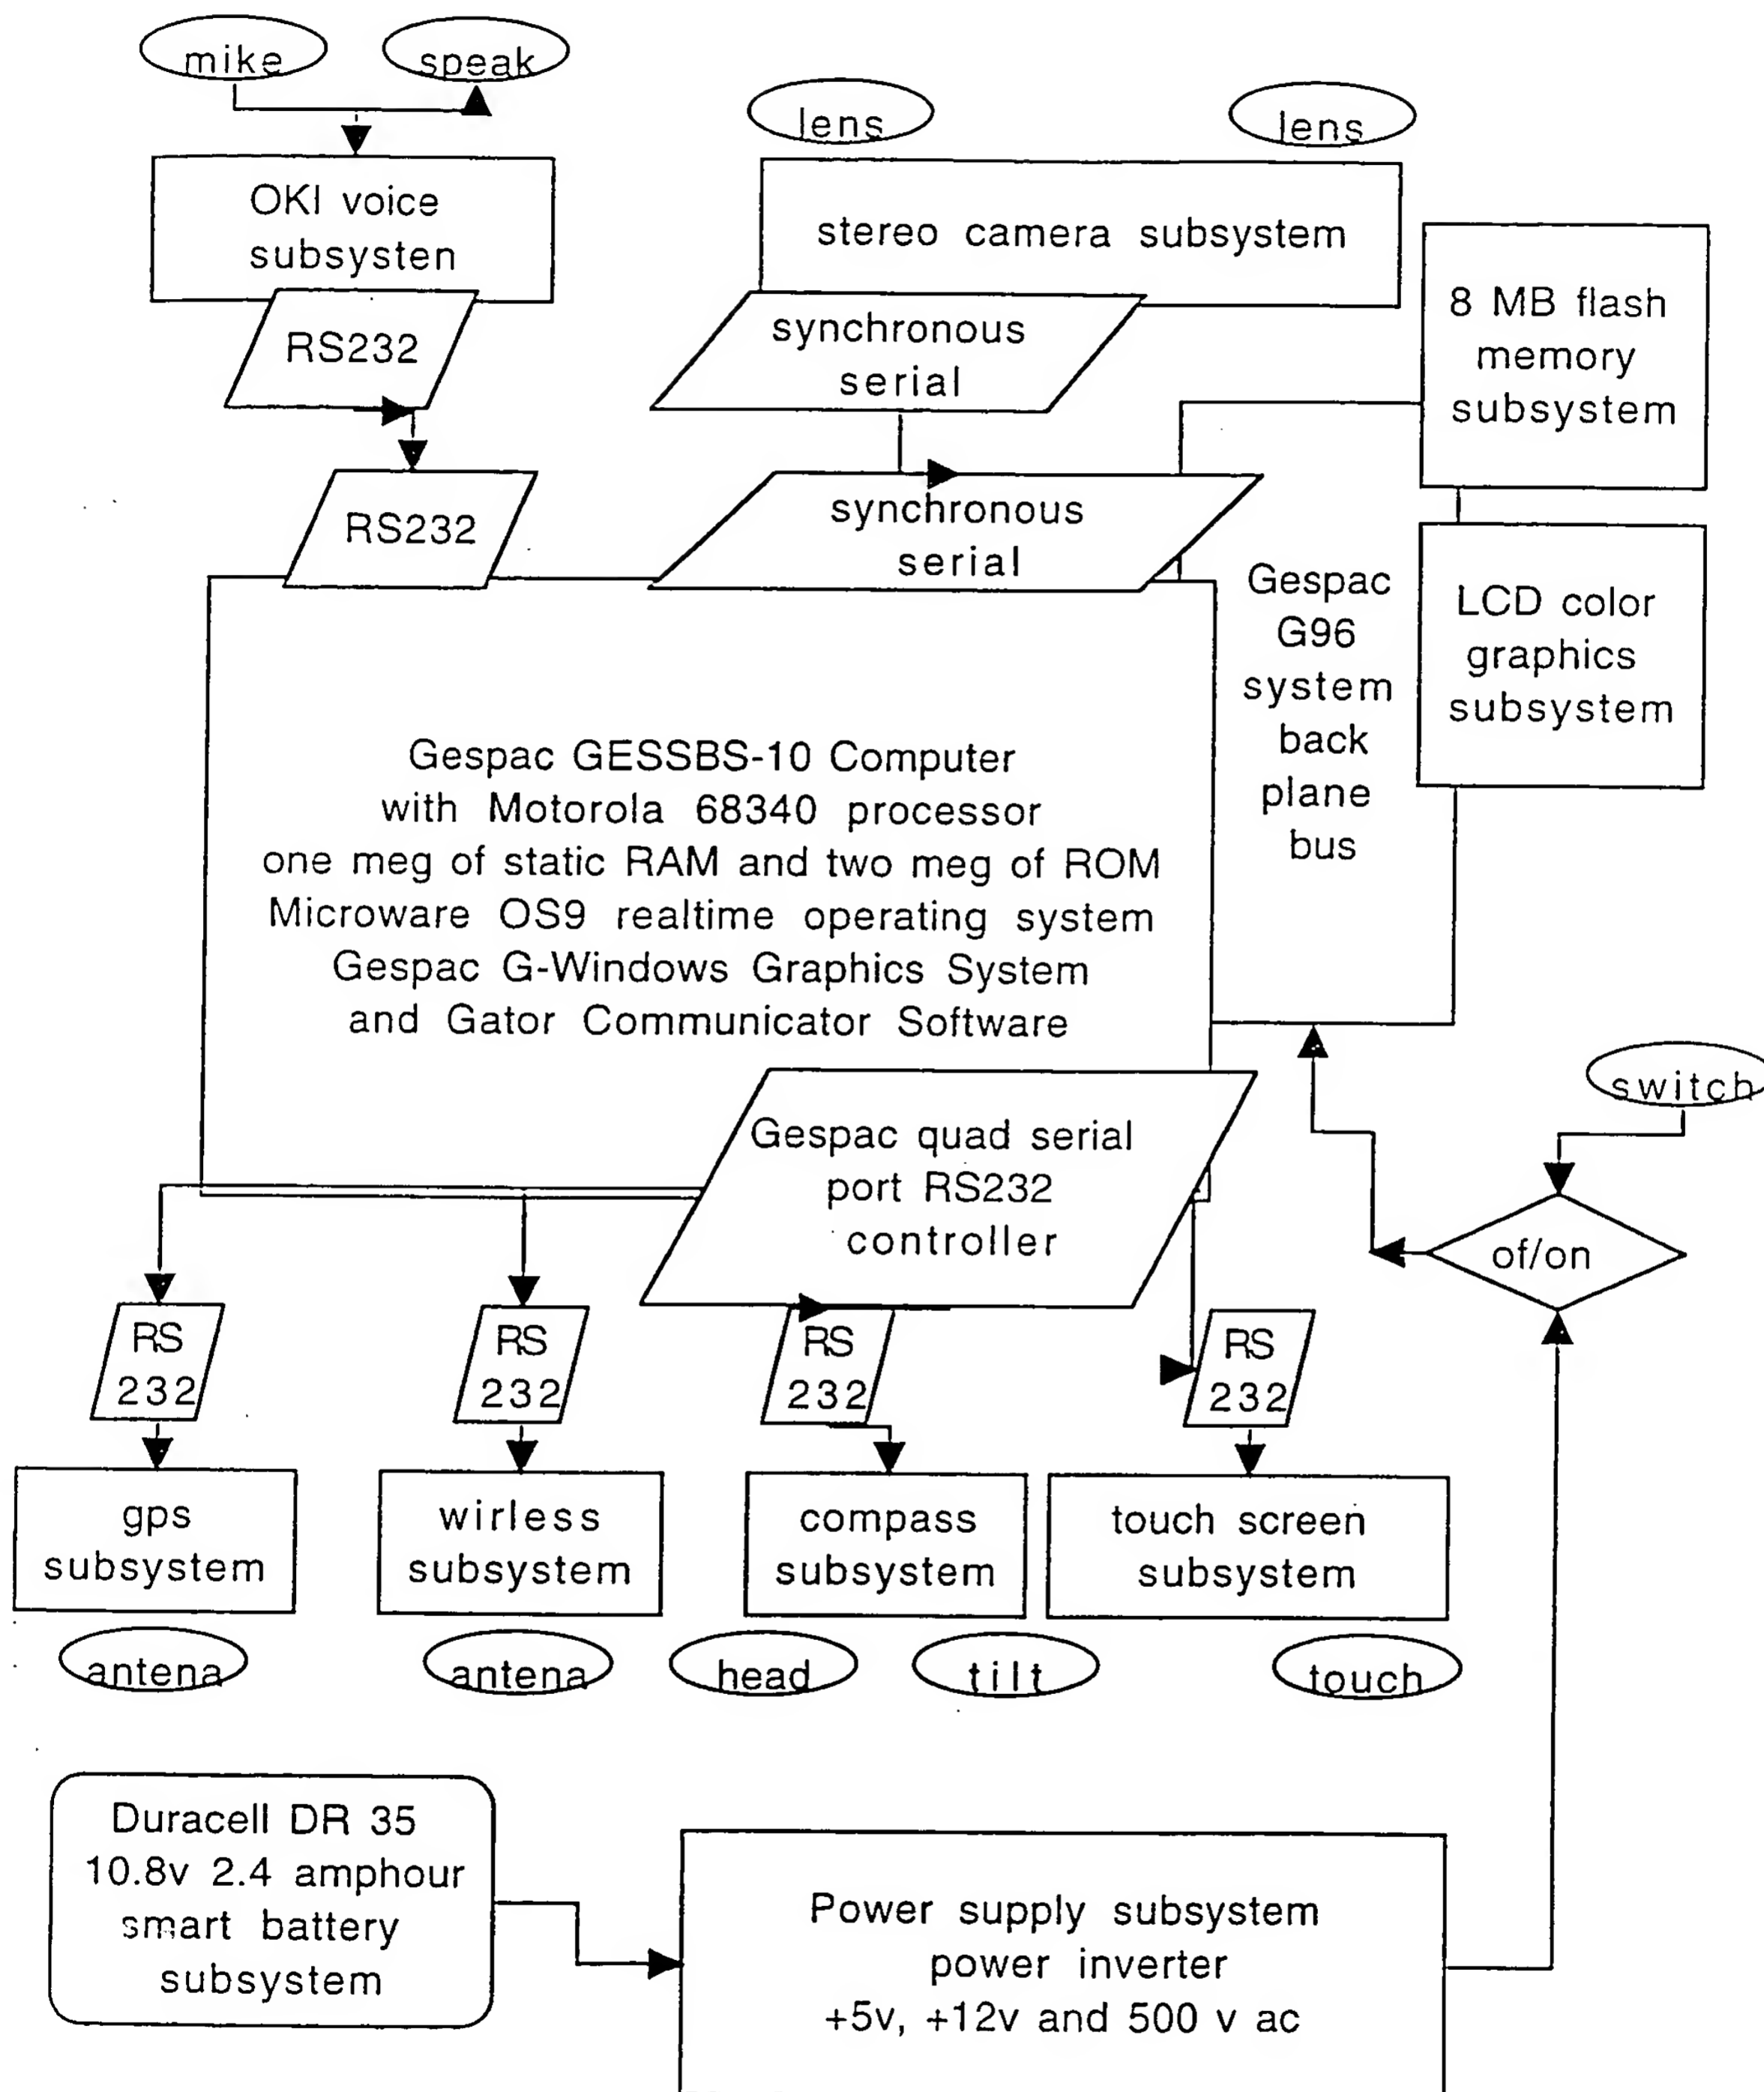 mike
speak
lens
lens
OKI voice
subsysten
stereo camera subsystem
8 MB flash
memory
subsystem
RS232
synchronous
serial
RS232
synchronous
serial
Gespac
G96
system
back
plane
bus
LCD color
graphics
subsystem
Gespac GESSBS-10 Computer
with Motorola 68340 processor
one meg of static RAM and two meg of ROM
Microware OS9 realtime operating system
Gespac G-Windows Graphics System
and Gator Communicator Software
switch
Gespac quad serial
port RS232
controller
of/on
RS
232
RS
232
RS
232
RS
232
gps
subsystem
wirless
subsystem
compass
subsystem
touch screen
subsystem
antena
antena
head
tilt
touch
Duracell DR 35
10.8v 2.4 amphour
smart battery
subsystem
Power supply subsystem
power inverter
+5v, +12v and 500 v ac